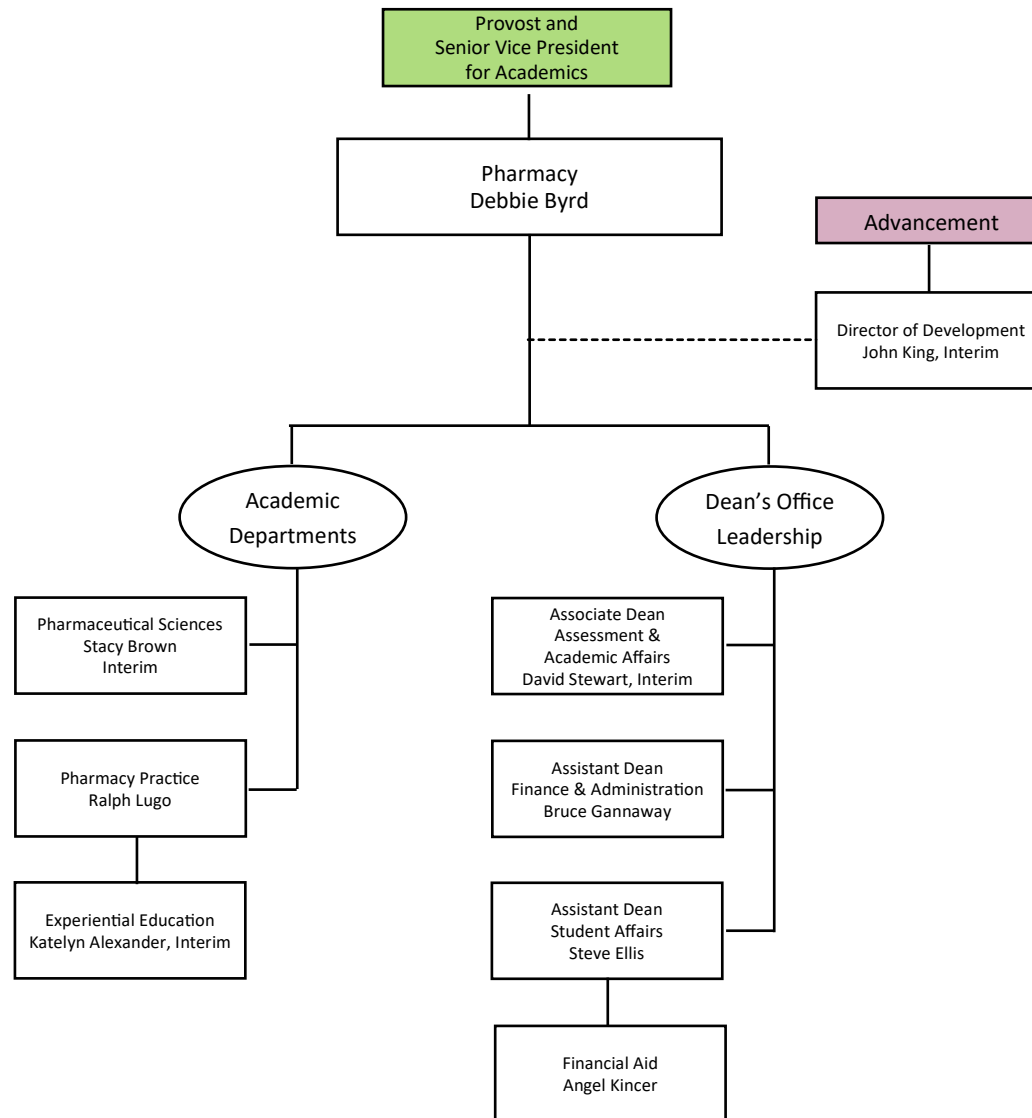 Provost and
Senior Vice President
for Academics
Pharmacy
Debbie Byrd
Advancement
Director of Development
John King, Interim
Academic
Departments
Dean’s Office
Leadership
Pharmaceutical Sciences
Stacy Brown
Interim
Associate Dean
Assessment &
Academic Affairs
David Stewart, Interim
Pharmacy Practice
Ralph Lugo
Assistant Dean
Finance & Administration
Bruce Gannaway
Experiential Education
Katelyn Alexander, Interim
Assistant Dean
Student Affairs
Steve Ellis
Financial Aid
Angel Kincer